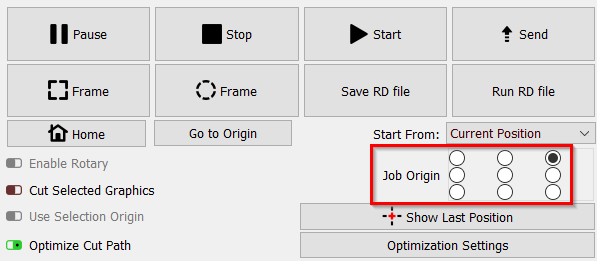 Pause
Stop
Start
Send
Frame
Frame
Save RD file
Run RD file
Home
Go to Origin
Start From: Current Position
Enable Rotary
Job Origin
Cut Selected Graphics
Use Selection Origin
Show Last Position
Optimize Cut Path
Optimization Settings